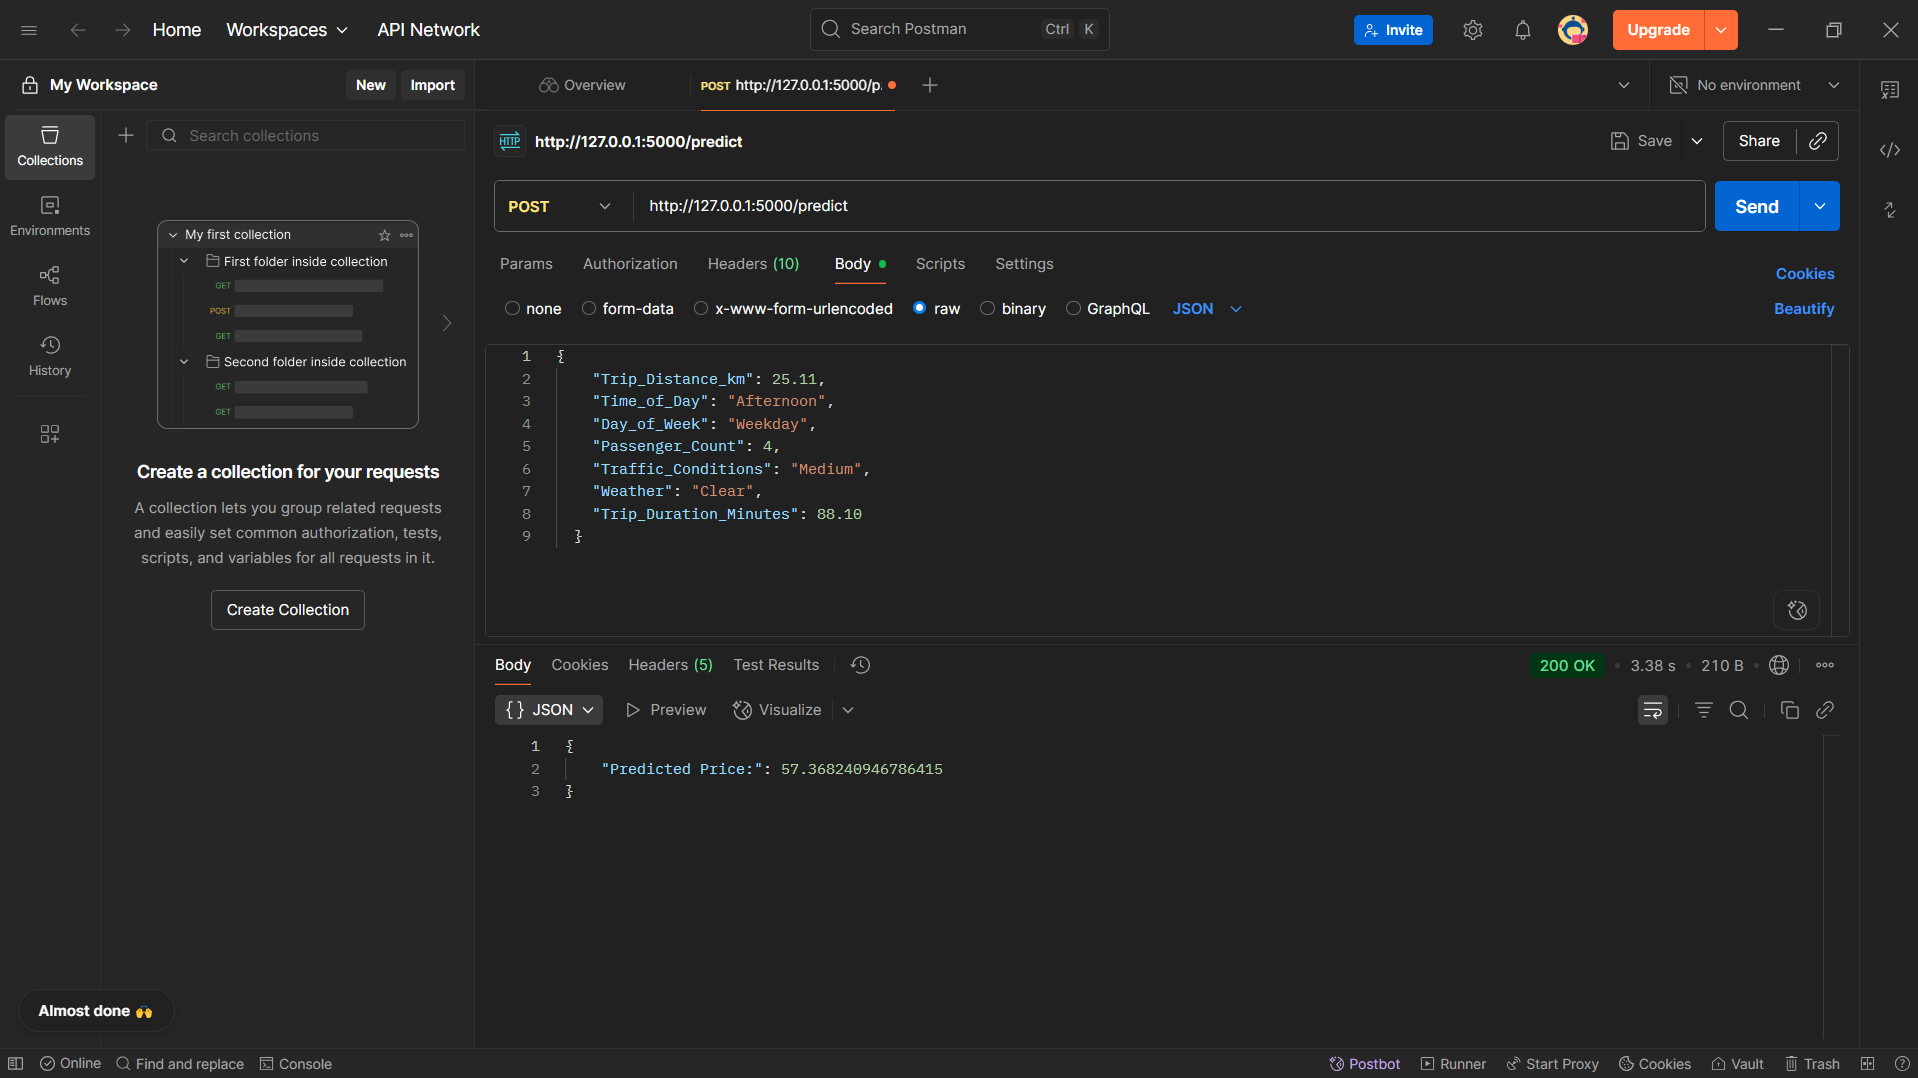 Home Workspaces API Network Search Postman Ctrl K Invite Upgrade
My Workspace New Import Overview POST http://127.0.0.1:5000/p. No environment
Collections
Environments
Flows
History
Search collections
My first collection
First folder inside collection
GET
POST
GET
Second folder inside collection
GET
GET
Create a collection for your requests
A collection lets you group related requests
and easily set common authorization, tests,
scripts, and variables for all requests in it.
Create Collection
Almost done 🙌
HTTP http://127.0.0.1:5000/predict Save Share
POST http://127.0.0.1:5000/predict Send
Params Authorization Headers (10) Body Scripts Settings Cookies
none form-data x-www-form-urlencoded raw binary GraphQL JSON Beautify
1 {
2 "Trip_Distance_km": 25.11,
3 "Time_of_Day": "Afternoon",
4 "Day_of_Week": "Weekday",
5 "Passenger_Count": 4,
6 "Traffic_Conditions": "Medium",
7 "Weather": "Clear",
8 "Trip_Duration_Minutes": 88.10
9 }
Body Cookies Headers (5) Test Results 200 OK • 3.38 s • 210 B •
{} JSON Preview Visualize
1 {
2 "Predicted Price:": 57.368240946786415
3 }
Online Find and replace Console Postbot Runner Start Proxy Cookies Vault Trash